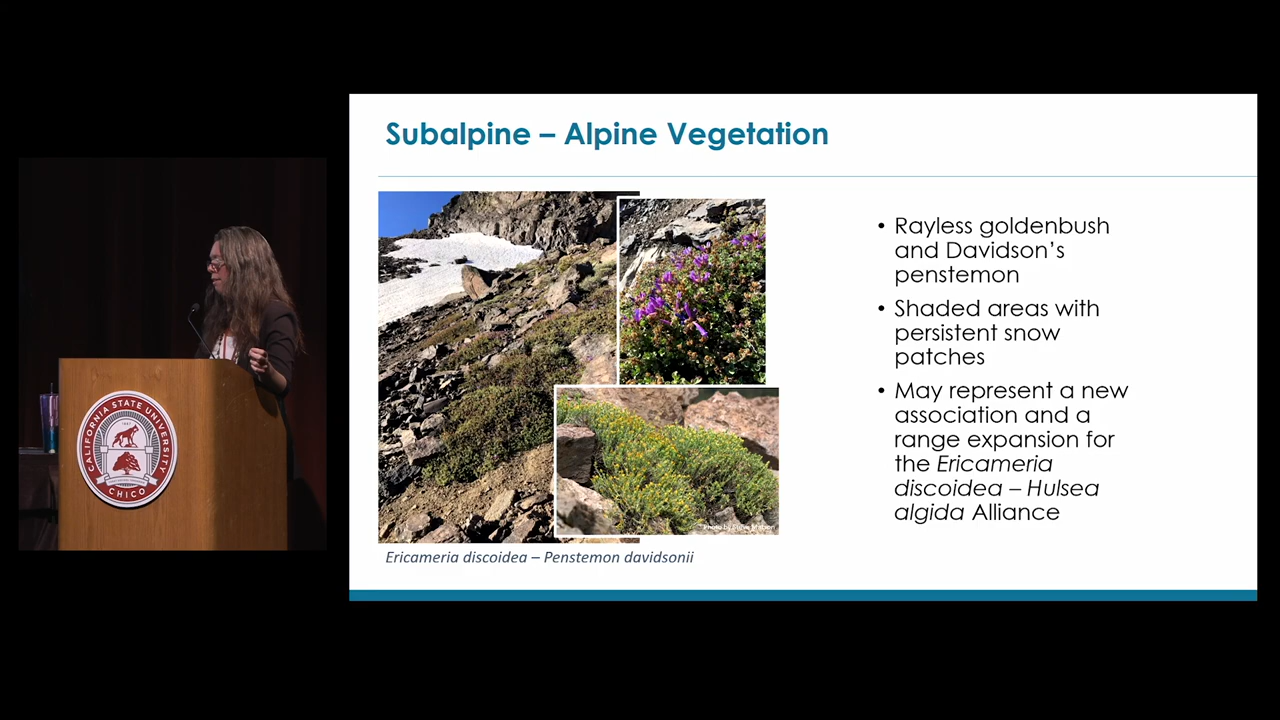 Subalpine – Alpine Vegetation
• Rayless goldenbush
and Davidson's
penstemon
• Shaded areas with
persistent snow
patches
• May represent a new
association and a
range expansion for
the Ericameria
discoidea – Hulsea
algida Alliance
Ericameria discoidea – Penstemon davidsonii
CALIFORNIA STATE UNIVERSITY
CHICO